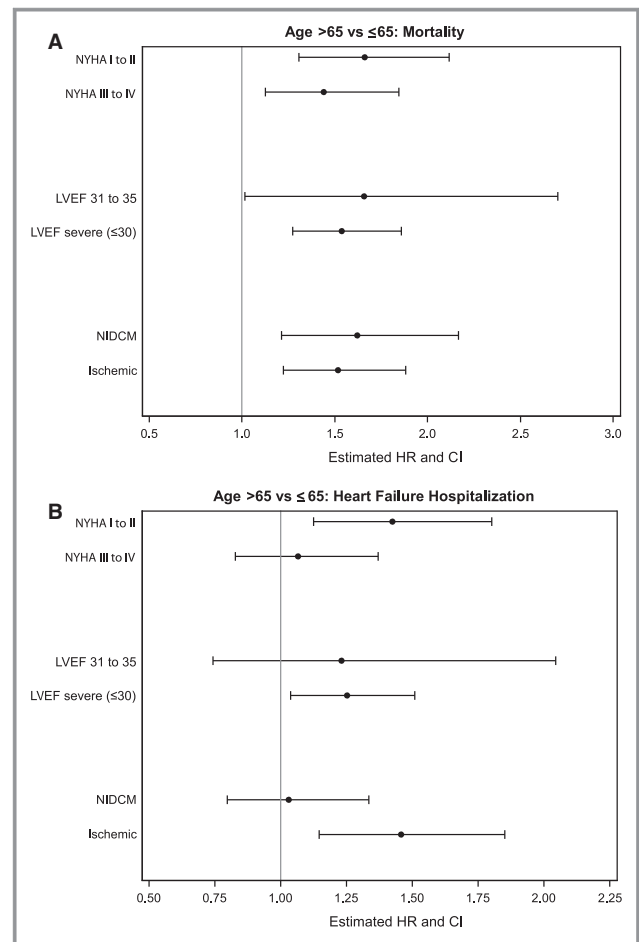 A
Age >65 vs ≤65: Mortality
NYHA I to II
NYHA III to IV
LVEF 31 to 35
LVEF severe (≤30)
NIDCM
Ischemic
0.5 1.0 1.5 2.0 2.5 3.0
Estimated HR and CI
B
Age >65 vs ≤ 65: Heart Failure Hospitalization
NYHA I to II
NYHA III to IV
LVEF 31 to 35
LVEF severe (≤30)
NIDCM
Ischemic
0.50 0.75 1.00 1.25 1.50 1.75 2.00 2.25
Estimated HR and CI